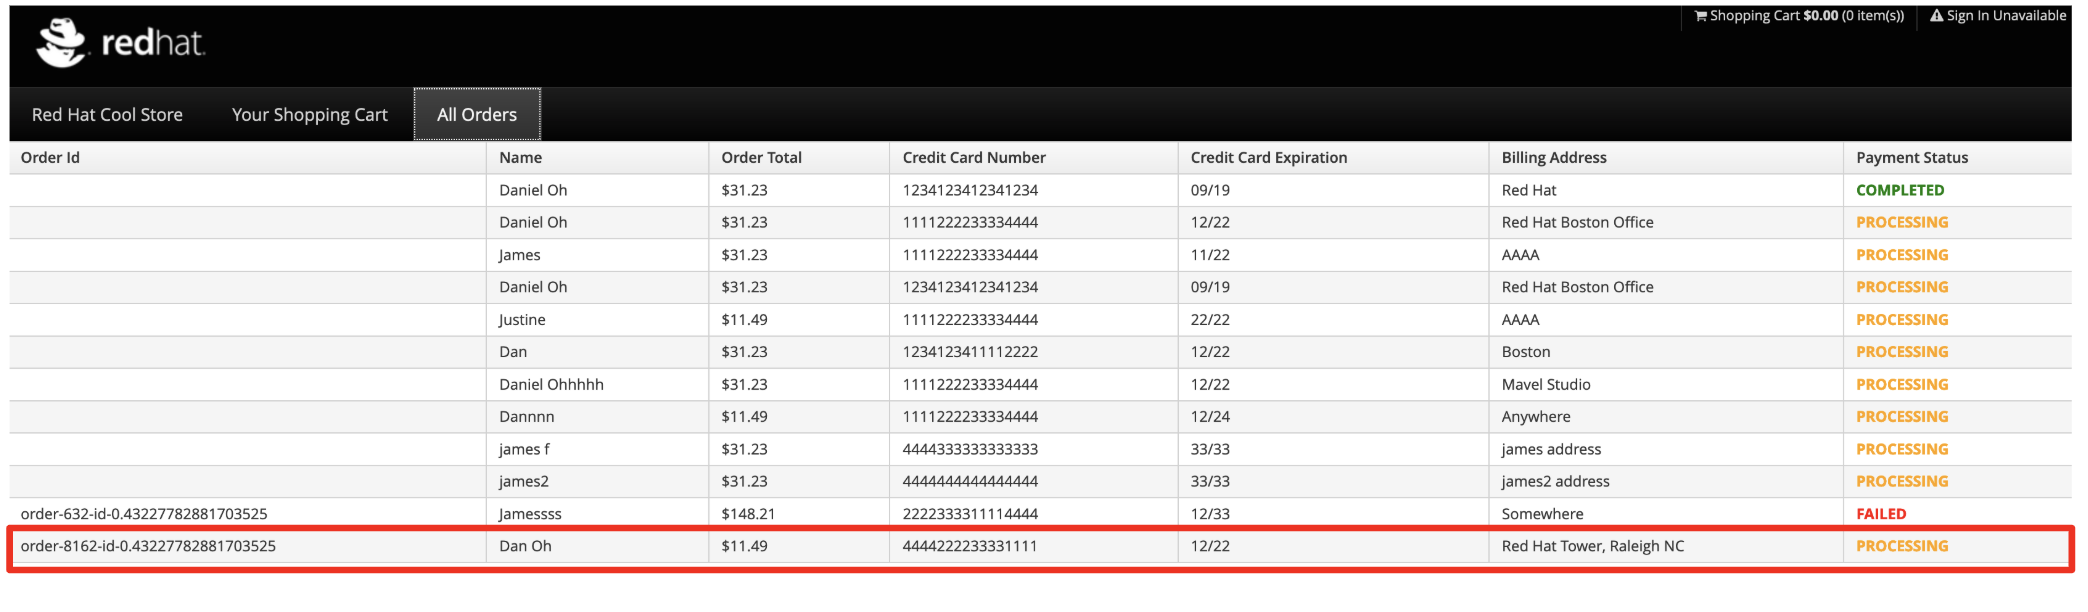 Shopping Cart $0.00 (0 item(s)) Sign In Unavailable
redhat.
Red Hat Cool Store Your Shopping Cart All Orders
Order Id Name Order Total Credit Card Number Credit Card Expiration Billing Address Payment Status
Daniel Oh $31.23 1234123412341234 09/19 Red Hat COMPLETED
Daniel Oh $31.23 1111222233334444 12/22 Red Hat Boston Office PROCESSING
James $31.23 1111222233334444 11/22 AAAA PROCESSING
Daniel Oh $31.23 1234123412341234 09/19 Red Hat Boston Office PROCESSING
Justine $11.49 1111222233334444 22/22 AAAA PROCESSING
Dan $31.23 1234123411112222 12/22 Boston PROCESSING
Daniel Ohhhhh $31.23 1111222233334444 12/22 Mavel Studio PROCESSING
Dannnn $11.49 1111222233334444 12/24 Anywhere PROCESSING
james f $31.23 4444333333333333 33/33 james address PROCESSING
james2 $31.23 4444444444444444 33/33 james2 address PROCESSING
order-632-id-0.43227782881703525 Jamessss $148.21 2222333311114444 12/33 Somewhere FAILED
order-8162-id-0.43227782881703525 Dan Oh $11.49 4444222233331111 12/22 Red Hat Tower, Raleigh NC PROCESSING